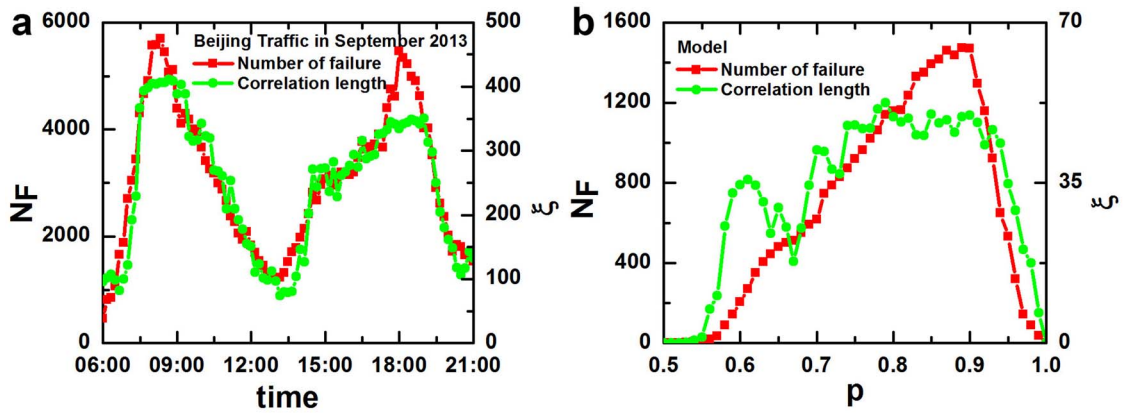 a
Beijing Traffic in September 2013
Number of failure
Correlation length
6000
4000
2000
0
NF
500
400
300
200
100
0
ξ
06:00 09:00 12:00 15:00 18:00 21:00
time
b
Model
Number of failure
Correlation length
1600
1200
800
400
0
NF
70
35
0
ξ
0.5 0.6 0.7 0.8 0.9 1.0
p